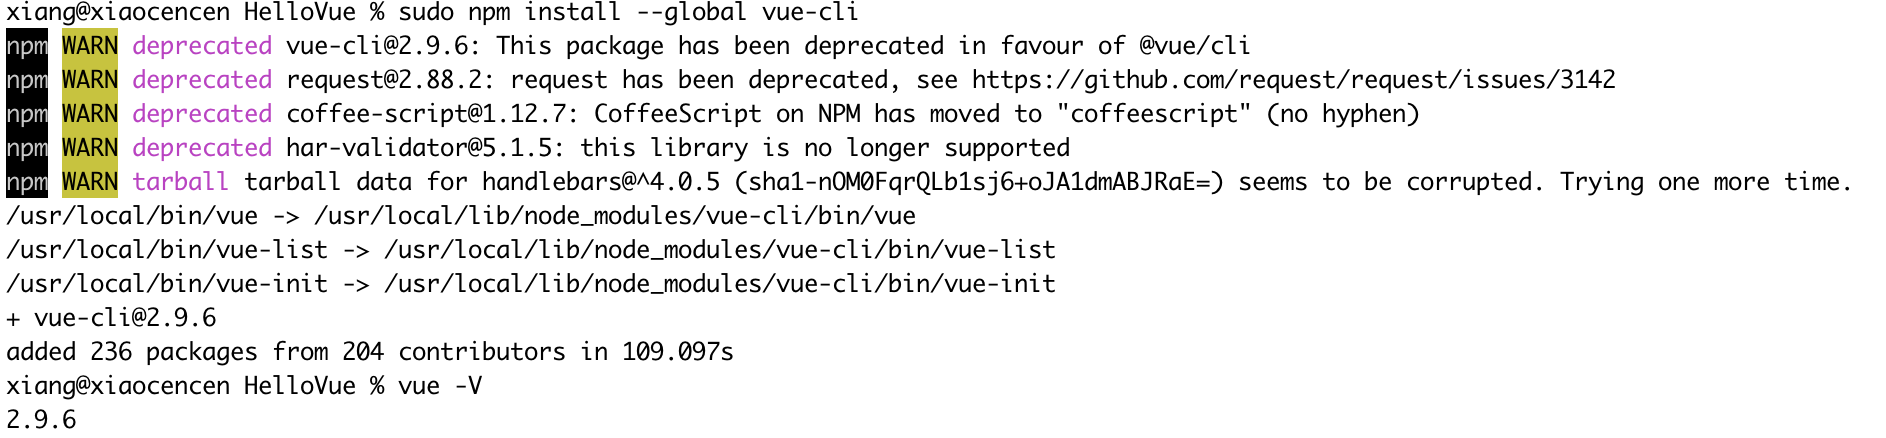 xiang@xiaocencen HelloVue % sudo npm install --global vue-cli
npm WARN deprecated vue-cli@2.9.6: This package has been deprecated in favour of @vue/cli
npm WARN deprecated request@2.88.2: request has been deprecated, see https://github.com/request/request/issues/3142
npm WARN deprecated coffee-script@1.12.7: CoffeeScript on NPM has moved to "coffeescript" (no hyphen)
npm WARN deprecated har-validator@5.1.5: this library is no longer supported
npm WARN tarball tarball data for handlebars@^4.0.5 (sha1-nOM0FqrQLb1sj6+oJA1dmABJRaE=) seems to be corrupted. Trying one more time.
/usr/local/bin/vue -> /usr/local/lib/node_modules/vue-cli/bin/vue
/usr/local/bin/vue-list -> /usr/local/lib/node_modules/vue-cli/bin/vue-list
/usr/local/bin/vue-init -> /usr/local/lib/node_modules/vue-cli/bin/vue-init
+ vue-cli@2.9.6
added 236 packages from 204 contributors in 109.097s
xiang@xiaocencen HelloVue % vue -V
2.9.6